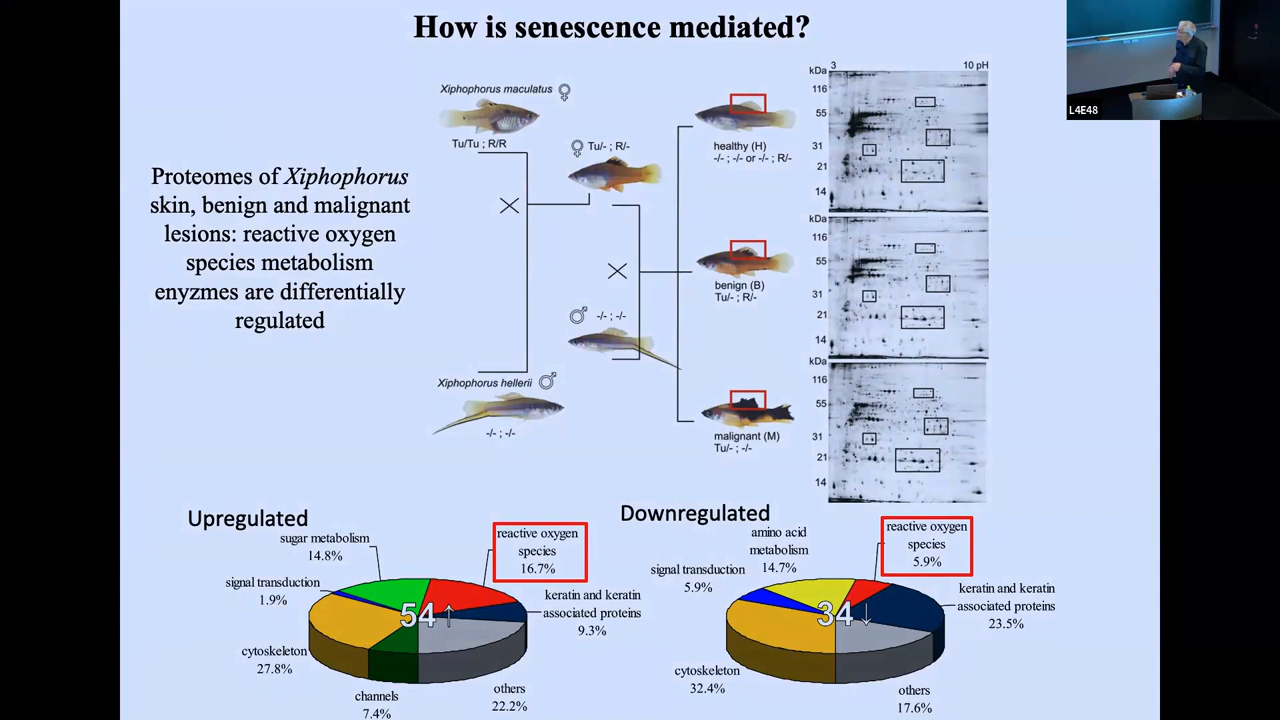 How is senescence mediated?
Proteomes of Xiphophorus
skin, benign and malignant
lesions: reactive oxygen
species metabolism
enyzmes are differentially
regulated
Xiphophorus maculatus ♀
Tu/Tu ; R/R
♀ Tu/- ; R/-
♂ -/- ; -/-
Xiphophorus hellerii ♂
-/- ; -/-
healthy (H)
-/- ; -/- or -/- ; R/-
benign (B)
Tu/- ; R/-
malignant (M)
Tu/- ; -/-
3 10 pH
kDa
116
55
31
21
14
kDa
116
55
31
21
14
kDa
116
55
31
21
14
L4E48
Upregulated
sugar metabolism
14.8%
reactive oxygen
species
16.7%
signal transduction
1.9%
keratin and keratin
associated proteins
9.3%
54 ↑
cytoskeleton
27.8%
channels
7.4%
others
22.2%
Downregulated
amino acid
metabolism
14.7%
reactive oxygen
species
5.9%
signal transduction
5.9%
keratin and keratin
associated proteins
23.5%
34 ↓
cytoskeleton
32.4%
others
17.6%